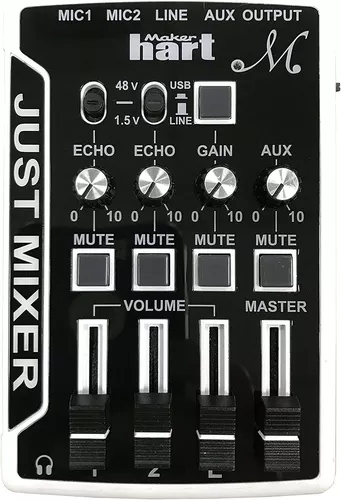 MIC1 MIC2 LINE AUX OUTPUT
Maker
hart M
48 v USB
1.5 v LINE
ECHO ECHO GAIN AUX
0 10 0 10 0 10 0 10
MUTE MUTE MUTE MUTE
VOLUME MASTER
1 2 L
JUST MIXER